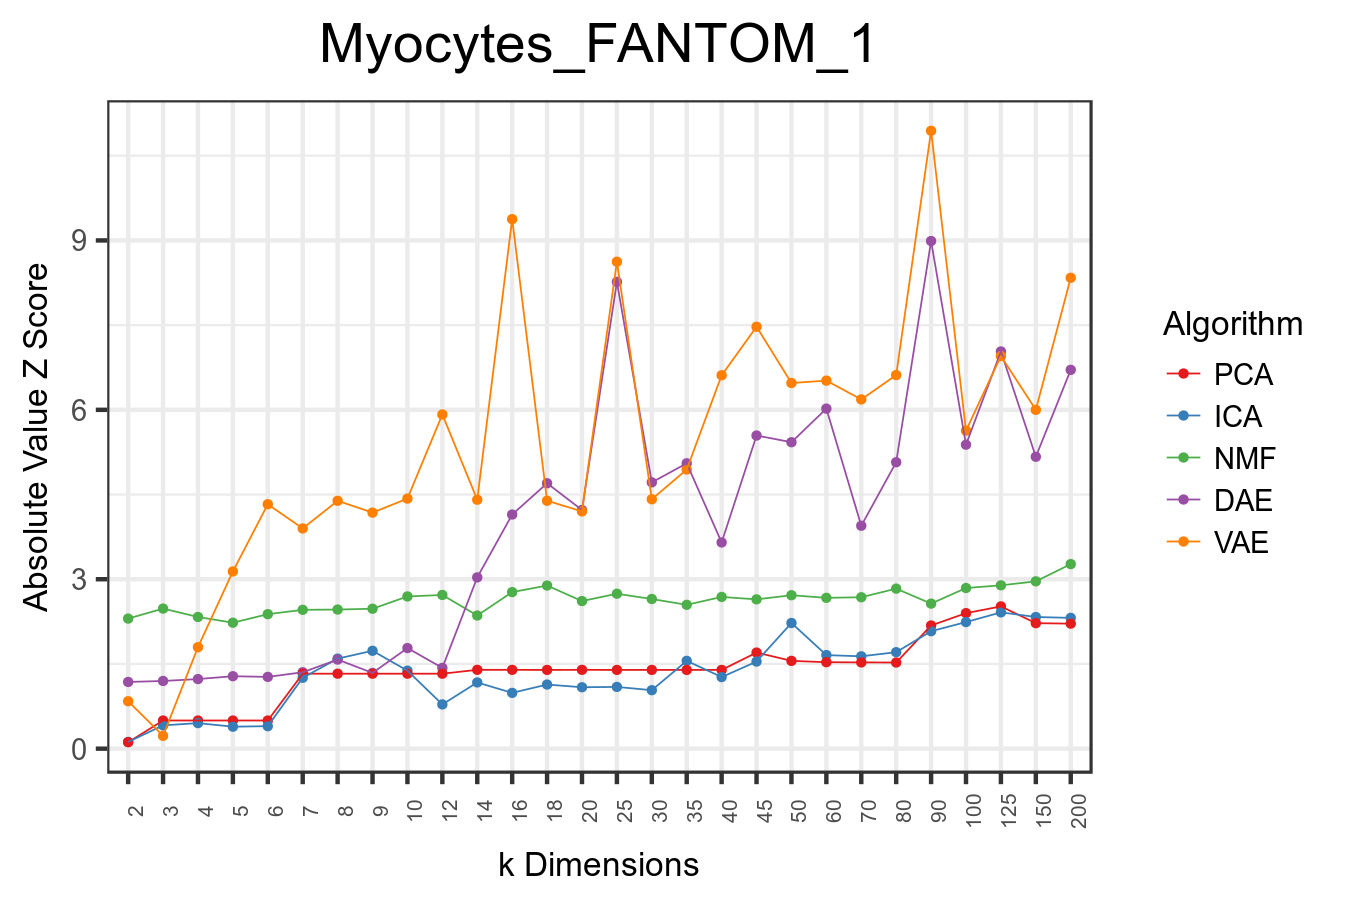 Myocytes_FANTOM_1
Absolute Value Z Score
9
6
3
0
2 3 4 5 6 7 8 9 10 12 14 16 18 20 25 30 35 40 45 50 60 70 80 90 100 125 150 200
k Dimensions
Algorithm
PCA
ICA
NMF
DAE
VAE